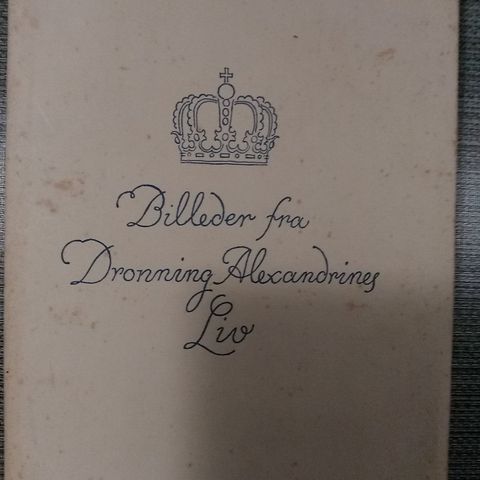 Billeder fra
Dronning Alexandrines
Liv